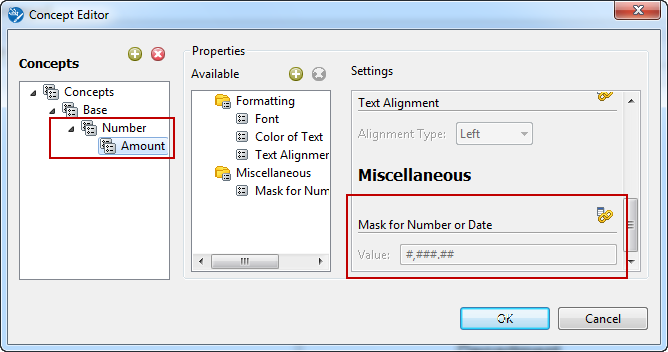 Concept Editor
Concepts
Concepts
Base
Number
Amount
Properties
Available
Formatting
Font
Color of Text
Text Alignmer
Miscellaneous
Mask for Num
Settings
Text Alignment
Alignment Type: Left
Miscellaneous
Mask for Number or Date
Value: #,###.##
OK Cancel